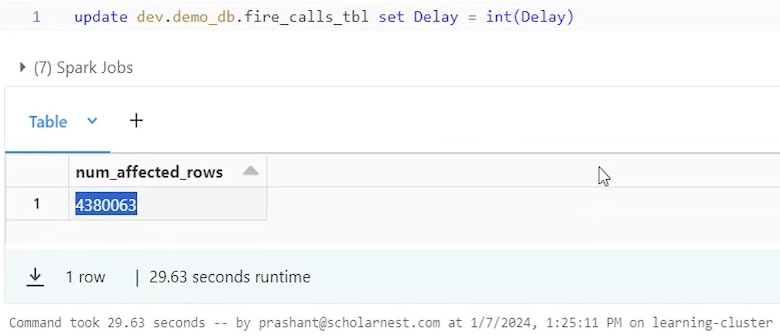 1 update dev.demo_db.fire_calls_tbl set Delay = int(Delay)
(7) Spark Jobs
Table +
num_affected_rows
1 4380063
1 row | 29.63 seconds runtime
Command took 29.63 seconds -- by prashant@scholarnest.com at 1/7/2024, 1:25:11 PM on learning-cluster